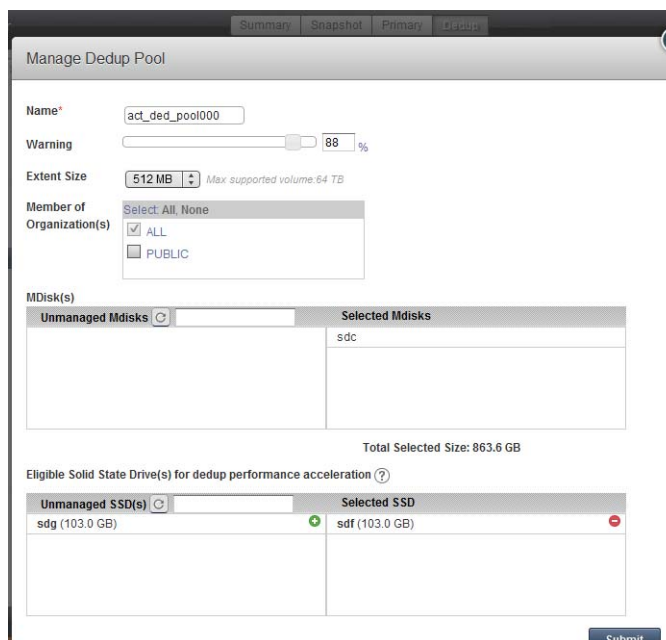 Summary Snapshot Primary Dedup
Manage Dedup Pool
Name* act_ded_pool000
Warning 88 %
Extent Size 512 MB Max supported volume:64 TB
Member of Organization(s)
Select: All, None
ALL
PUBLIC
MDisk(s)
Unmanaged Mdisks Selected Mdisks
sdc
Total Selected Size: 863.6 GB
Eligible Solid State Drive(s) for dedup performance acceleration ?
Unmanaged SSD(s) Selected SSD
sdg (103.0 GB) sdf (103.0 GB)
Submit